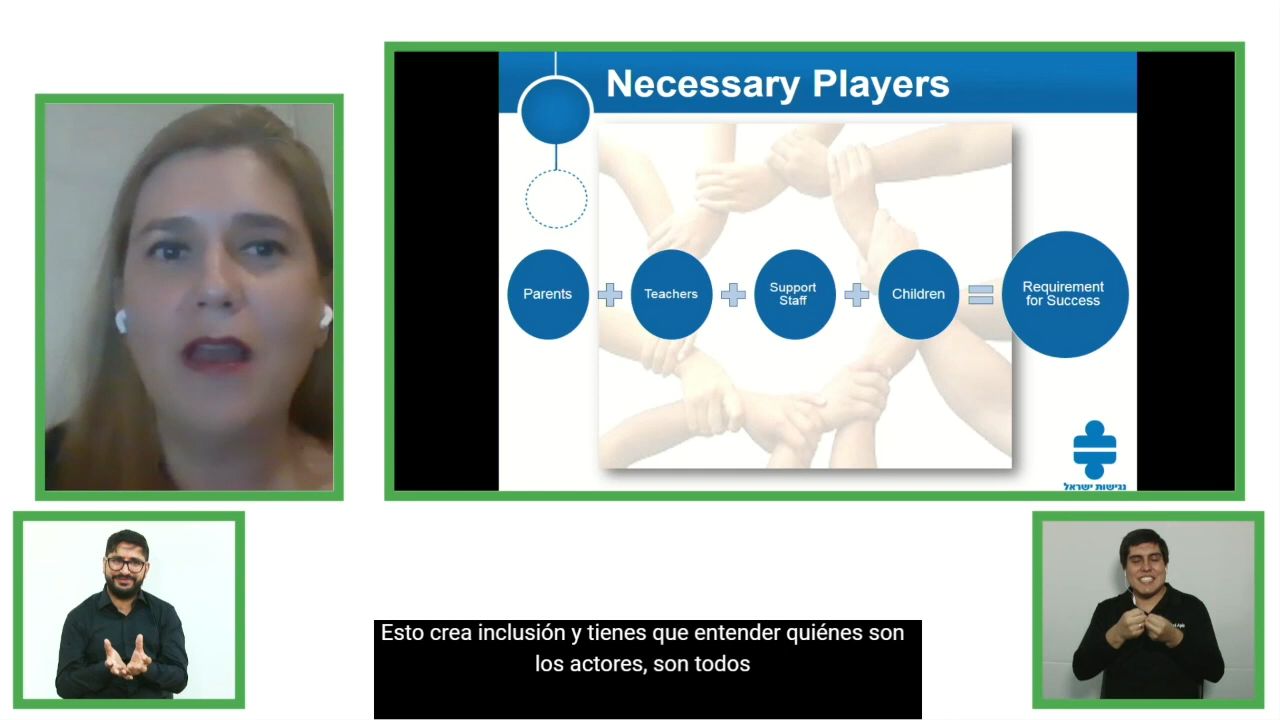 Necessary Players
Parents
Teachers
Support
Staff
Children
Requirement
for Success
נגישות ישראל
Esto crea inclusión y tienes que entender quiénes son
los actores, son todos